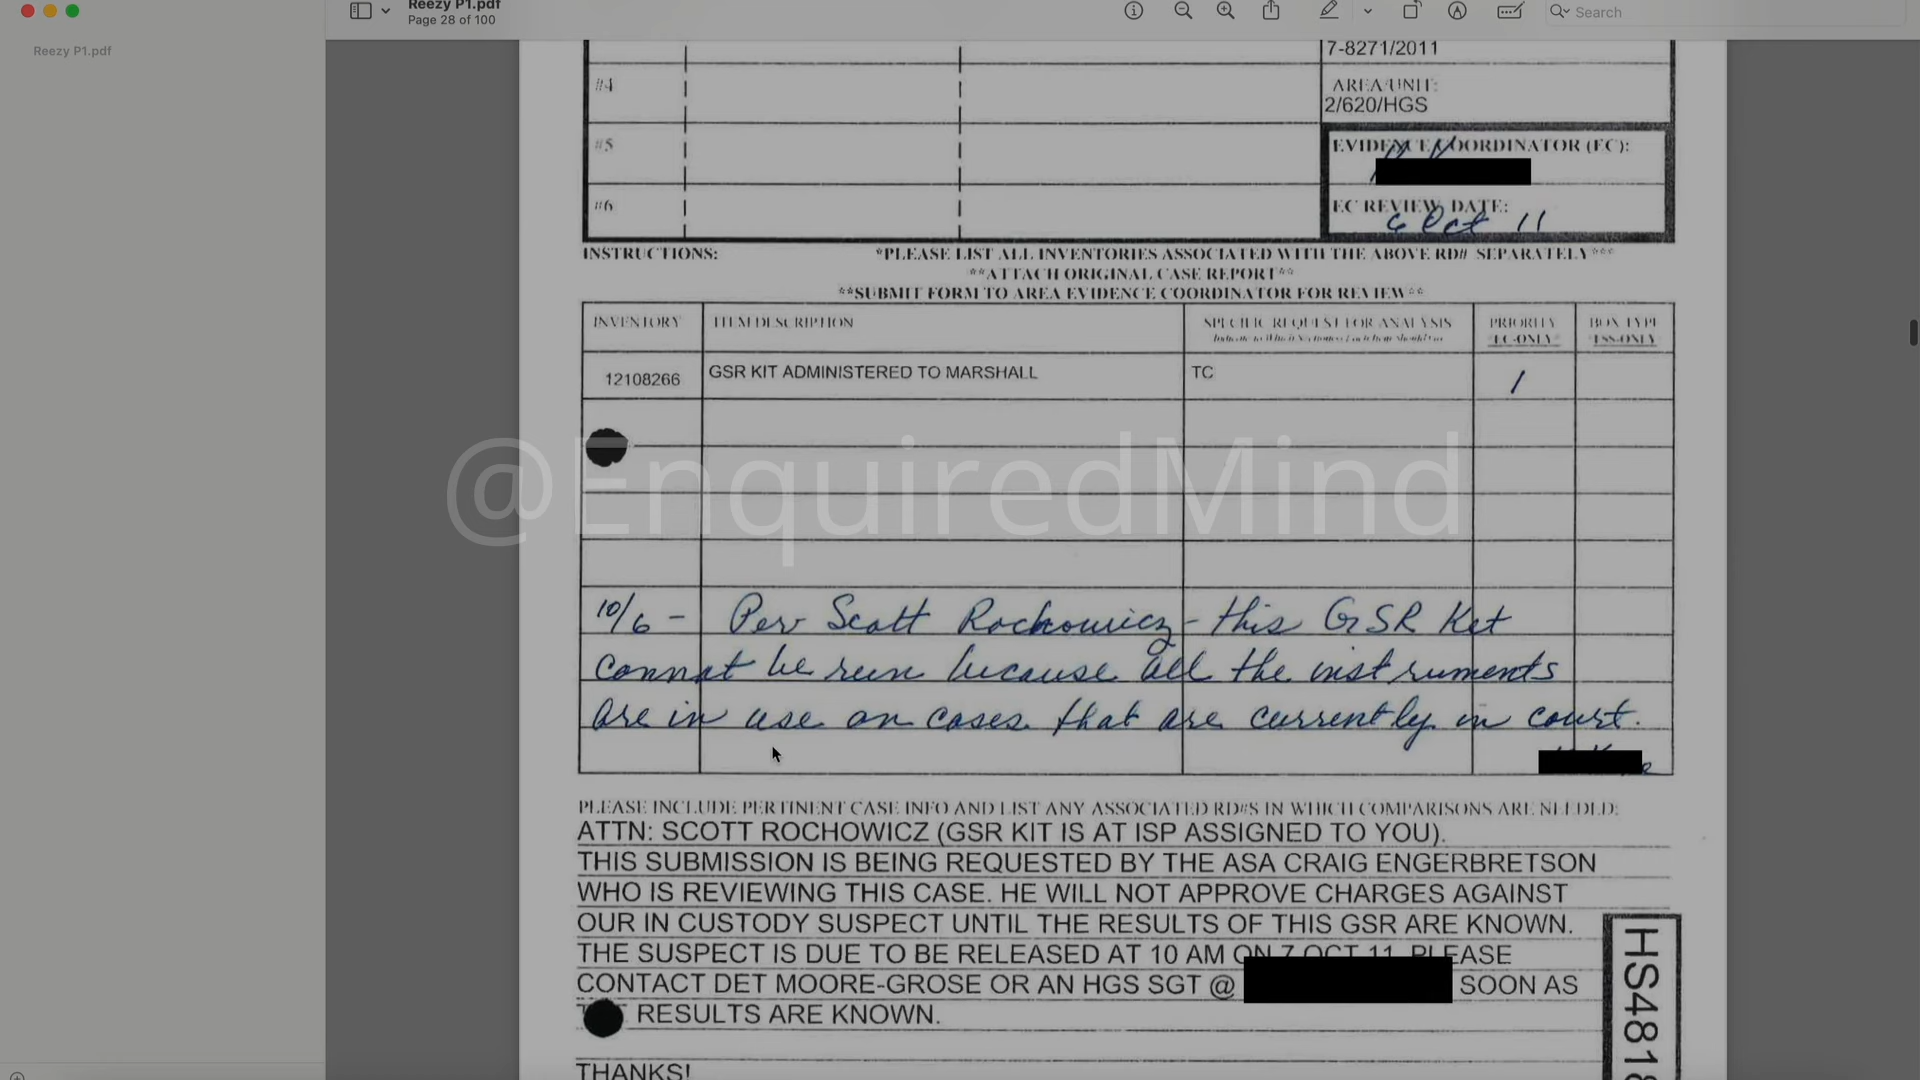 Reezy P1.pdf
Page 28 of 100
Search
Reezy P1.pdf
7-8271/2011
#4
AREA/UNIT:
2/620/HGS
#5
EVIDENCE COORDINATOR (EC):
#6
EC REVIEW DATE:
6 Oct 11
INSTRUCTIONS: *PLEASE LIST ALL INVENTORIES ASSOCIATED WITH THE ABOVE RD# SEPARATELY***
**ATTACH ORIGINAL CASE REPORT**
**SUBMIT FORM TO AREA EVIDENCE COORDINATOR FOR REVIEW**
INVENTORY ITEM DESCRIPTION SPECIFIC REQUEST FOR ANALYSIS PRIORITY BOX TYPE
EC-ONLY ESS-ONLY
12108266 GSR KIT ADMINISTERED TO MARSHALL TC 1
@EnquiredMind
10/6 - Per Scott Rochowicz - this GSR Ket
cannot be run because all the instruments
are in use on cases that are currently in court.
PLEASE INCLUDE PERTINENT CASE INFO AND LIST ANY ASSOCIATED RD#S IN WHICH COMPARISONS ARE NEEDED:
ATTN: SCOTT ROCHOWICZ (GSR KIT IS AT ISP ASSIGNED TO YOU).
THIS SUBMISSION IS BEING REQUESTED BY THE ASA CRAIG ENGERBRETSON
WHO IS REVIEWING THIS CASE. HE WILL NOT APPROVE CHARGES AGAINST
OUR IN CUSTODY SUSPECT UNTIL THE RESULTS OF THIS GSR ARE KNOWN.
THE SUSPECT IS DUE TO BE RELEASED AT 10 AM ON 7 OCT 11. PLEASE
CONTACT DET MOORE-GROSE OR AN HGS SGT @ SOON AS
RESULTS ARE KNOWN.
THANKS!
HS4818